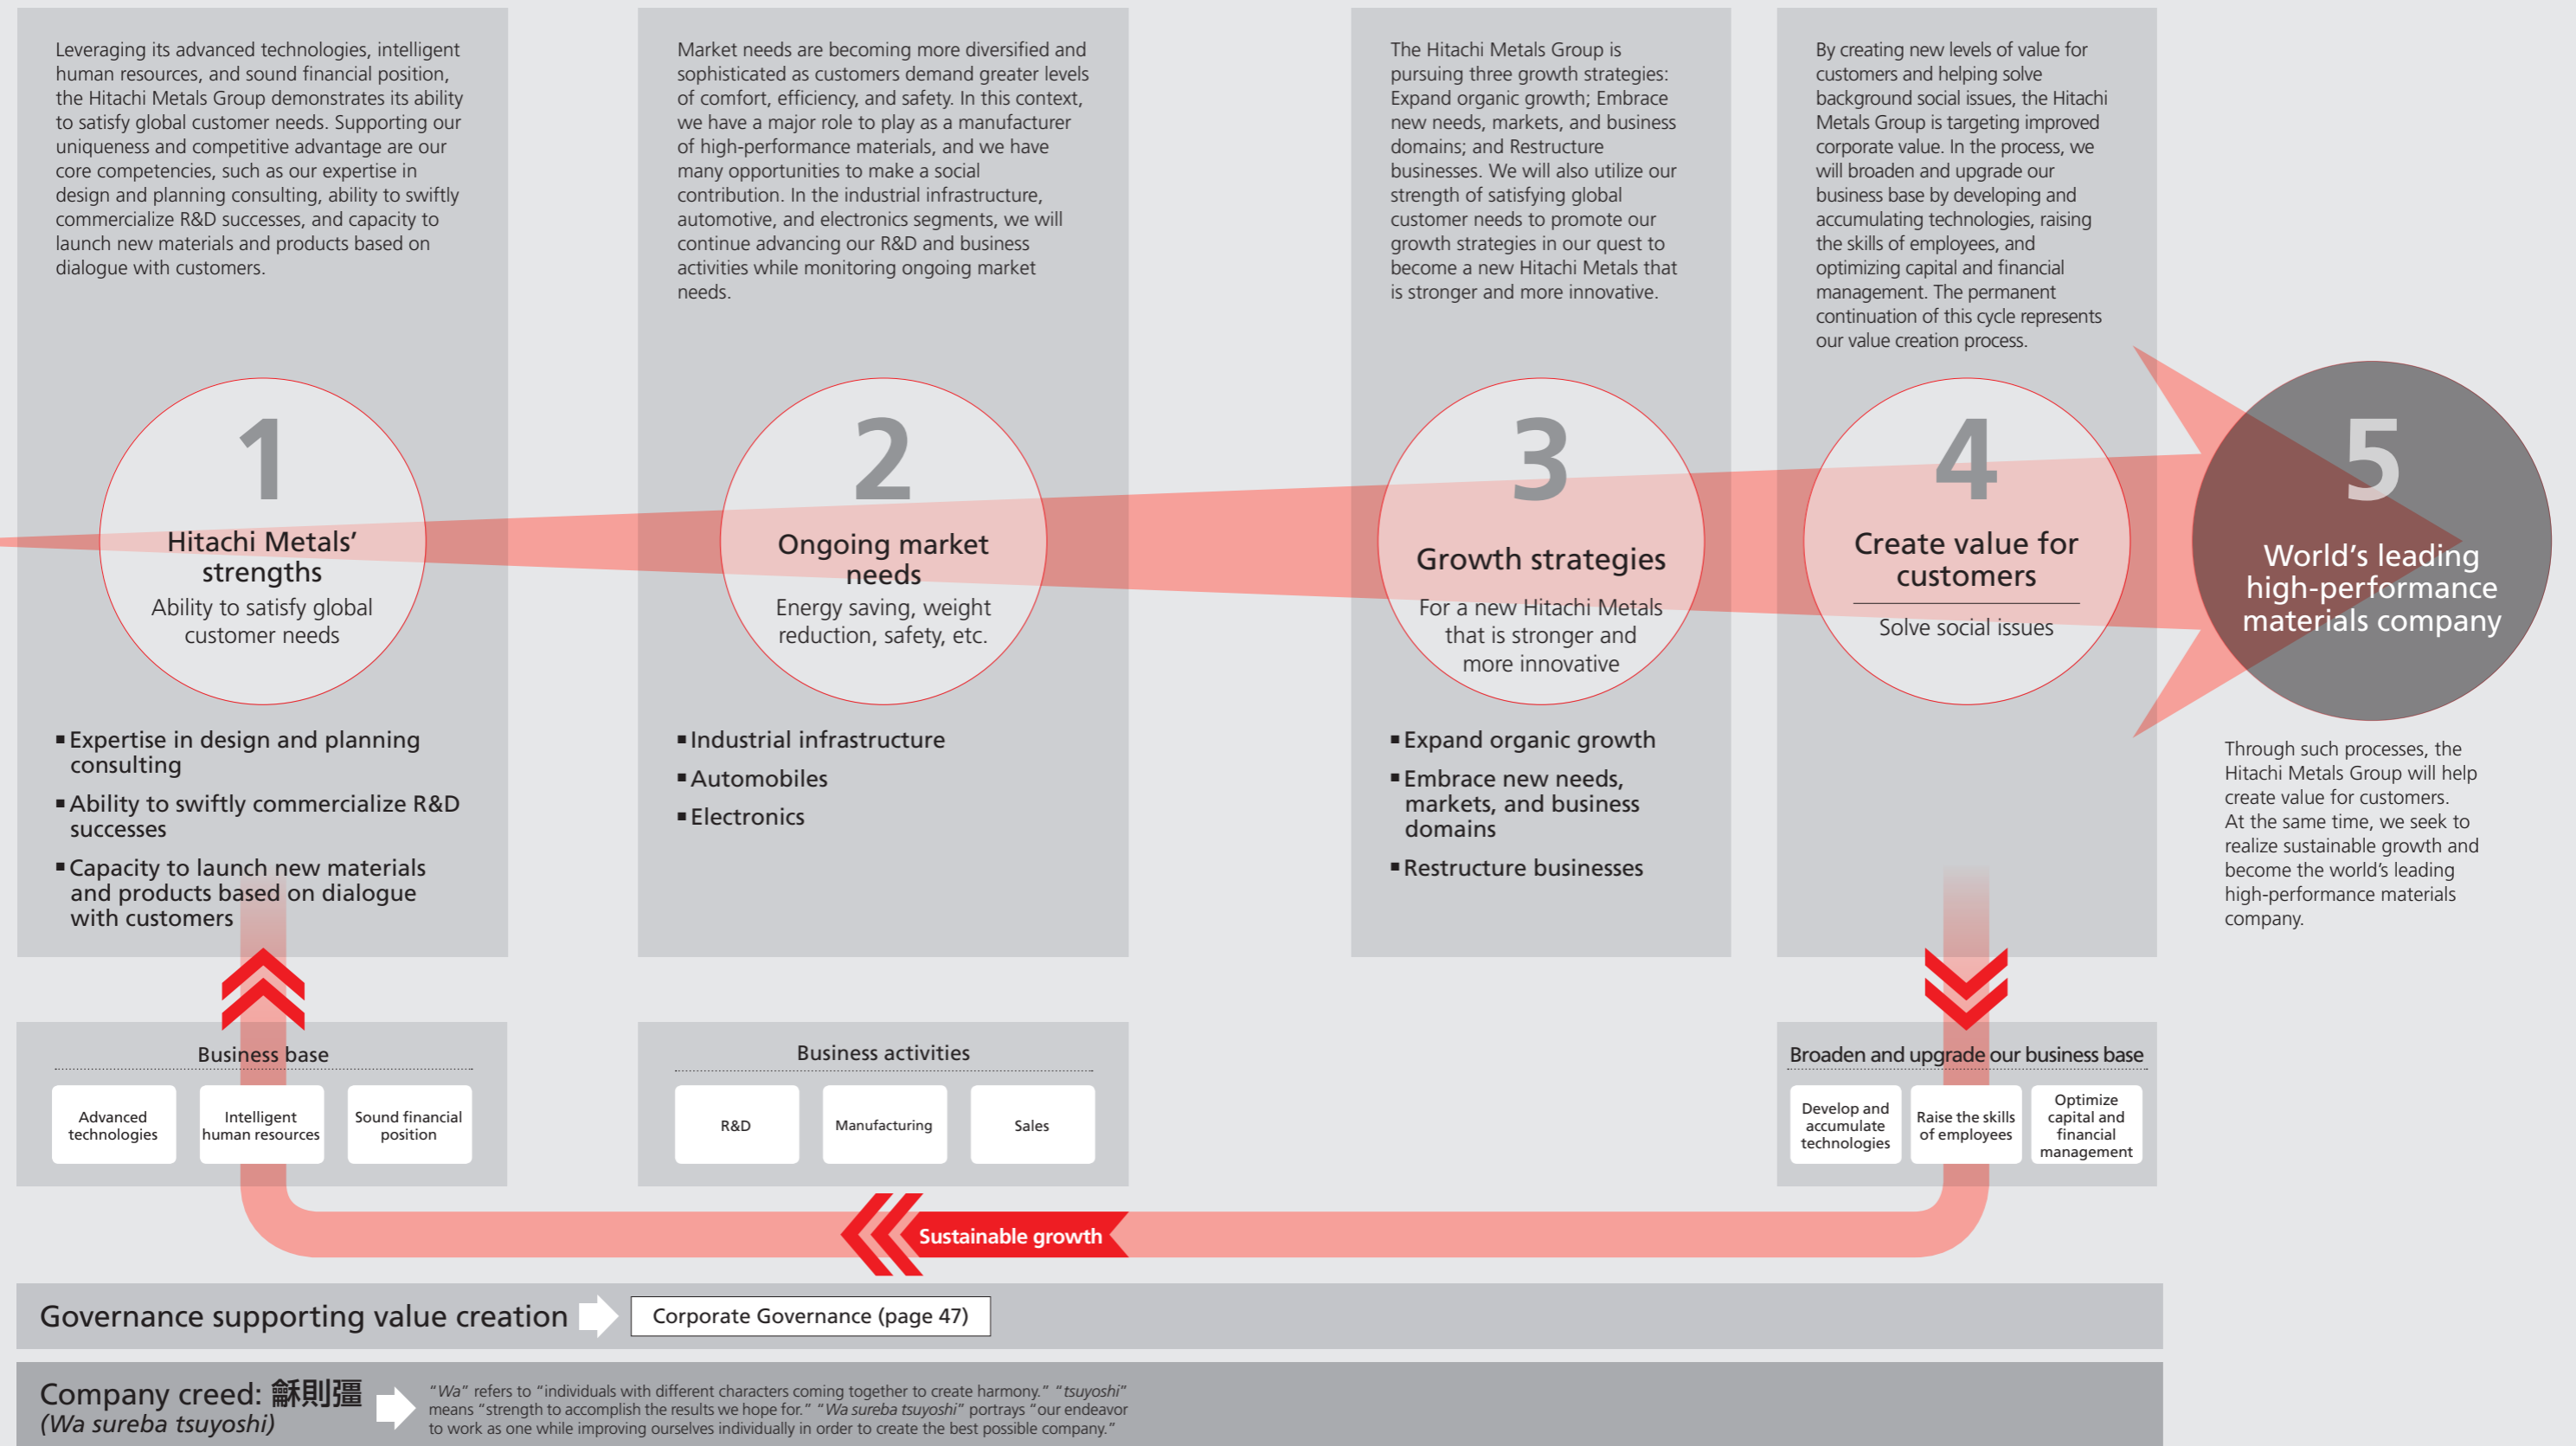 Leveraging its advanced technologies, intelligent
human resources, and sound financial position,
the Hitachi Metals Group demonstrates its ability
to satisfy global customer needs. Supporting our
uniqueness and competitive advantage are our
core competencies, such as our expertise in
design and planning consulting, ability to swiftly
commercialize R&D successes, and capacity to
launch new materials and products based on
dialogue with customers.
1
Hitachi Metals’
strengths
Ability to satisfy global
customer needs
■ Expertise in design and planning
consulting
■ Ability to swiftly commercialize R&D
successes
■ Capacity to launch new materials
and products based on dialogue
with customers
Market needs are becoming more diversified and
sophisticated as customers demand greater levels
of comfort, efficiency, and safety. In this context,
we have a major role to play as a manufacturer
of high-performance materials, and we have
many opportunities to make a social
contribution. In the industrial infrastructure,
automotive, and electronics segments, we will
continue advancing our R&D and business
activities while monitoring ongoing market
needs.
2
Ongoing market
needs
Energy saving, weight
reduction, safety, etc.
■ Industrial infrastructure
■ Automobiles
■ Electronics
The Hitachi Metals Group is
pursuing three growth strategies:
Expand organic growth; Embrace
new needs, markets, and business
domains; and Restructure
businesses. We will also utilize our
strength of satisfying global
customer needs to promote our
growth strategies in our quest to
become a new Hitachi Metals that
is stronger and more innovative.
3
Growth strategies
For a new Hitachi Metals
that is stronger and
more innovative
■ Expand organic growth
■ Embrace new needs,
markets, and business
domains
■ Restructure businesses
By creating new levels of value for
customers and helping solve
background social issues, the Hitachi
Metals Group is targeting improved
corporate value. In the process, we
will broaden and upgrade our
business base by developing and
accumulating technologies, raising
the skills of employees, and
optimizing capital and financial
management. The permanent
continuation of this cycle represents
our value creation process.
4
Create value for
customers
Solve social issues
5
World’s leading
high-performance
materials company
Through such processes, the
Hitachi Metals Group will help
create value for customers.
At the same time, we seek to
realize sustainable growth and
become the world’s leading
high-performance materials
company.
Business base
Advanced
technologies
Intelligent
human resources
Sound financial
position
Business activities
R&D
Manufacturing
Sales
Broaden and upgrade our business base
Develop and
accumulate
technologies
Raise the skills
of employees
Optimize
capital and
financial
management
Sustainable growth
Governance supporting value creation
Corporate Governance (page 47)
Company creed: 龢則彊
(Wa sureba tsuyoshi)
“Wa” refers to “individuals with different characters coming together to create harmony.” “tsuyoshi”
means “strength to accomplish the results we hope for.” “Wa sureba tsuyoshi” portrays “our endeavor
to work as one while improving ourselves individually in order to create the best possible company.”